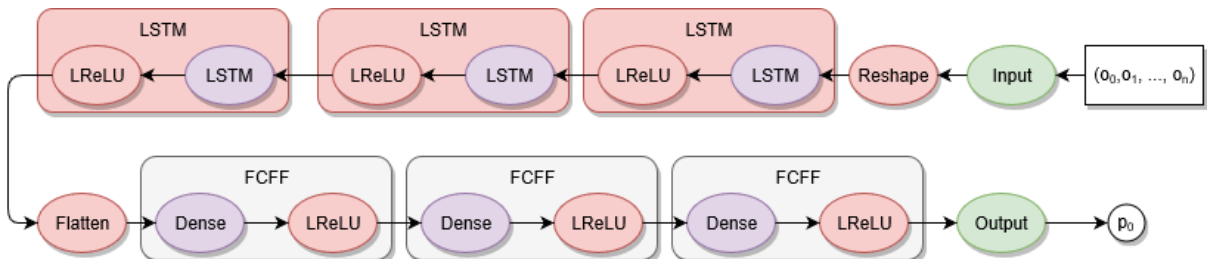 LSTM LSTM LSTM
LReLU LSTM LReLU LSTM LReLU LSTM Reshape Input (o₀,o₁, ..., oₙ)
FCFF FCFF FCFF
Flatten Dense LReLU Dense LReLU Dense LReLU Output p₀